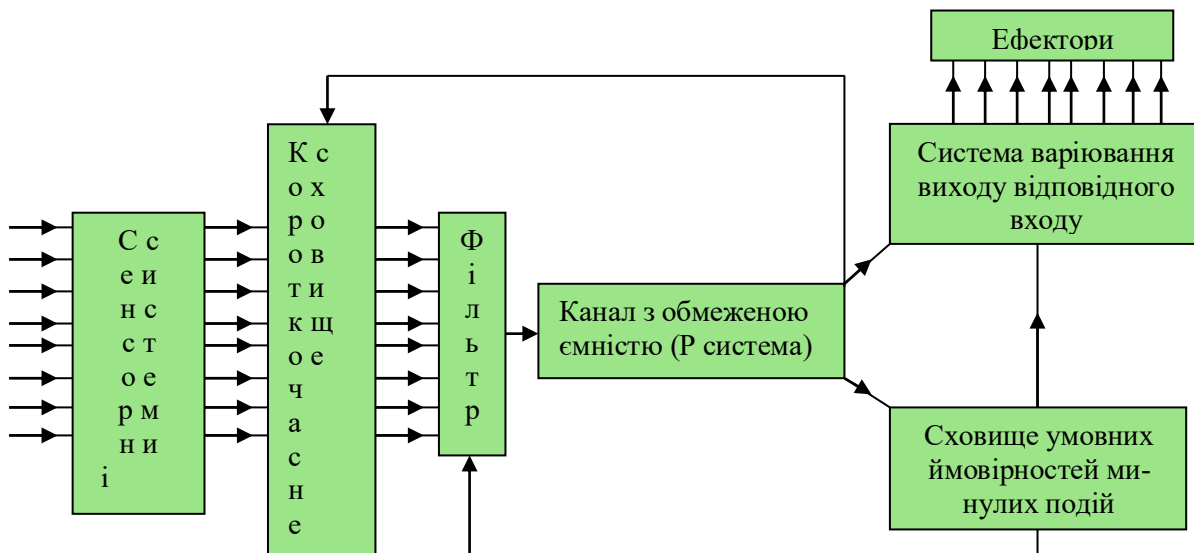 Сенсорні
системи
Короткочасне
сховище
Фільтр
Канал з обмеженою
ємністю (Р система)
Ефектори
Система варіювання
виходу відповідного
входу
Сховище умовних
ймовірностей ми-
нулих подій